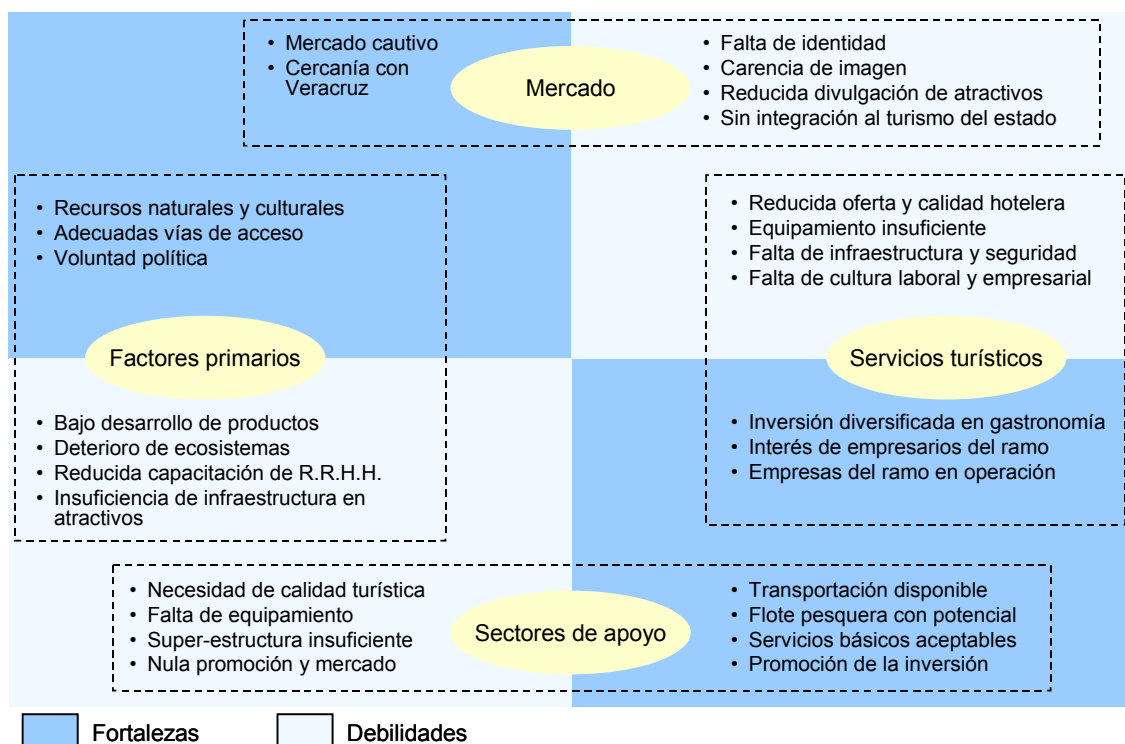 • Mercado cautivo
• Cercanía con
Veracruz
Mercado
• Falta de identidad
• Carencia de imagen
• Reducida divulgación de atractivos
• Sin integración al turismo del estado
• Recursos naturales y culturales
• Adecuadas vías de acceso
• Voluntad política
Factores primarios
• Bajo desarrollo de productos
• Deterioro de ecosistemas
• Reducida capacitación de R.R.H.H.
• Insuficiencia de infraestructura en
atractivos
• Reducida oferta y calidad hotelera
• Equipamiento insuficiente
• Falta de infraestructura y seguridad
• Falta de cultura laboral y empresarial
Servicios turísticos
• Inversión diversificada en gastronomía
• Interés de empresarios del ramo
• Empresas del ramo en operación
• Necesidad de calidad turística
• Falta de equipamiento
• Super-estructura insuficiente
• Nula promoción y mercado
Sectores de apoyo
• Transportación disponible
• Flote pesquera con potencial
• Servicios básicos aceptables
• Promoción de la inversión
Fortalezas
Debilidades